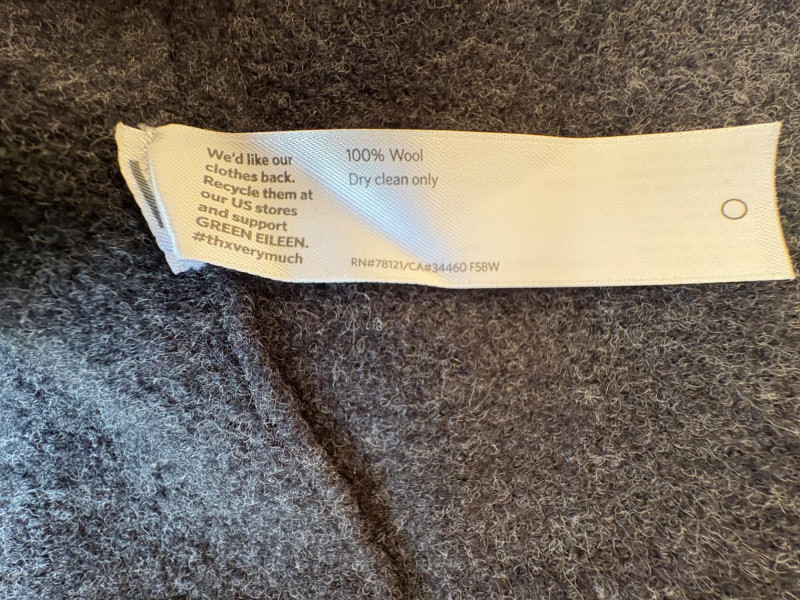 We'd like our
clothes back.
Recycle them at
our US stores
and support
GREEN EILEEN.
#thxverymuch
100% Wool
Dry clean only
RN#78121/CA#34460 F5BW